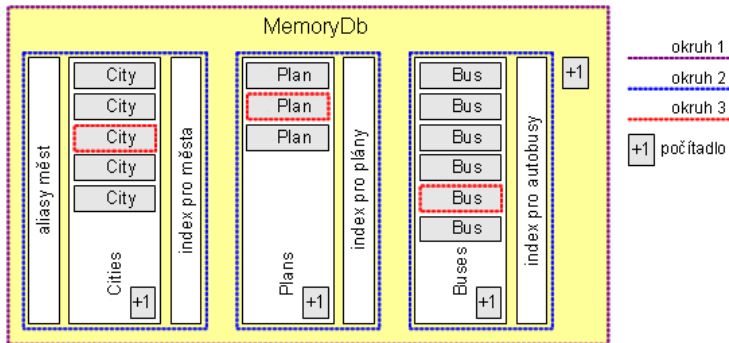 MemoryDb
aliasy měst
City
City
City
City
City
Cities
+1
index pro města
Plan
Plan
Plan
Plans
+1
index pro plány
Bus
Bus
Bus
Bus
Bus
Bus
Buses
+1
index pro autobusy
+1
okruh 1
okruh 2
okruh 3
+1 počítadlo